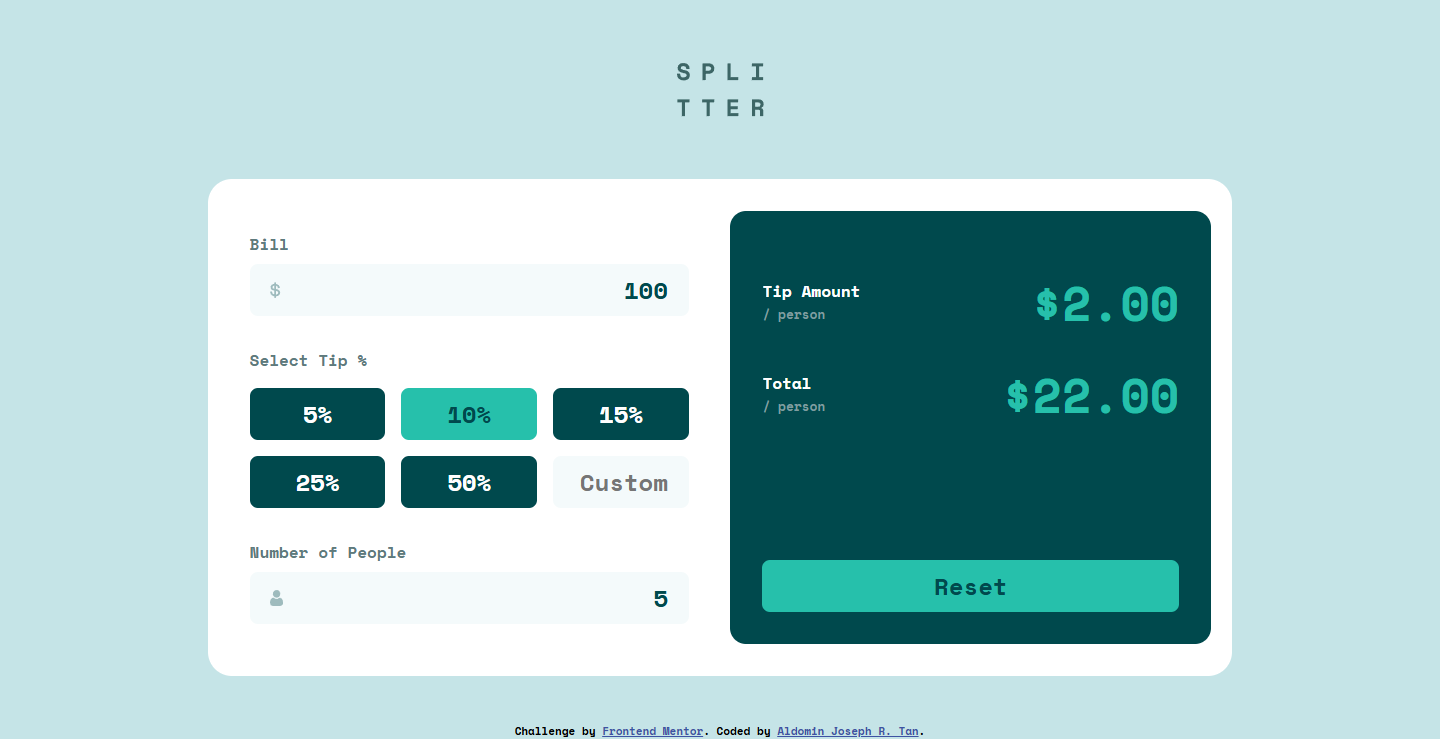 SPLI
TTER
Bill
$ 100
Select Tip %
5% 10% 15%
25% 50% Custom
Number of People
5
Tip Amount
/ person
$2.00
Total
/ person
$22.00
Reset
Challenge by Frontend Mentor. Coded by Aldomin Joseph R. Tan.